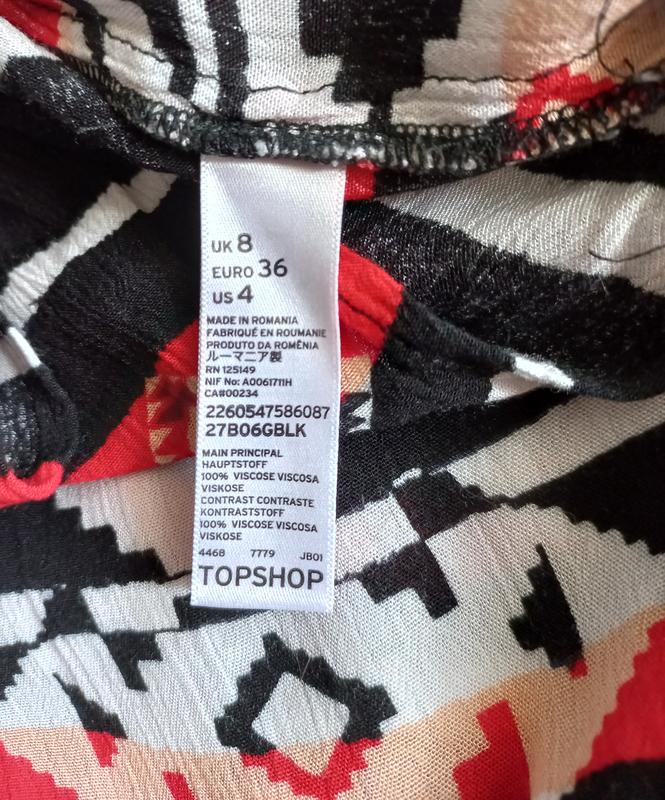 UK 8
EURO 36
US 4
MADE IN ROMANIA
FABRIQUÉ EN ROUMANIE
PRODUTO DA ROMÊNIA
ルーマニア製
RN 125149
NIF No: A0061711H
CA#00234
2260547586087
27B06GBLK
MAIN PRINCIPAL
HAUPTSTOFF
100% VISCOSE VISCOSA
VISKOSE
CONTRAST CONTRASTE
KONTRASTSTOFF
100% VISCOSE VISCOSA
VISKOSE
4468 7779 JB01
TOPSHOP